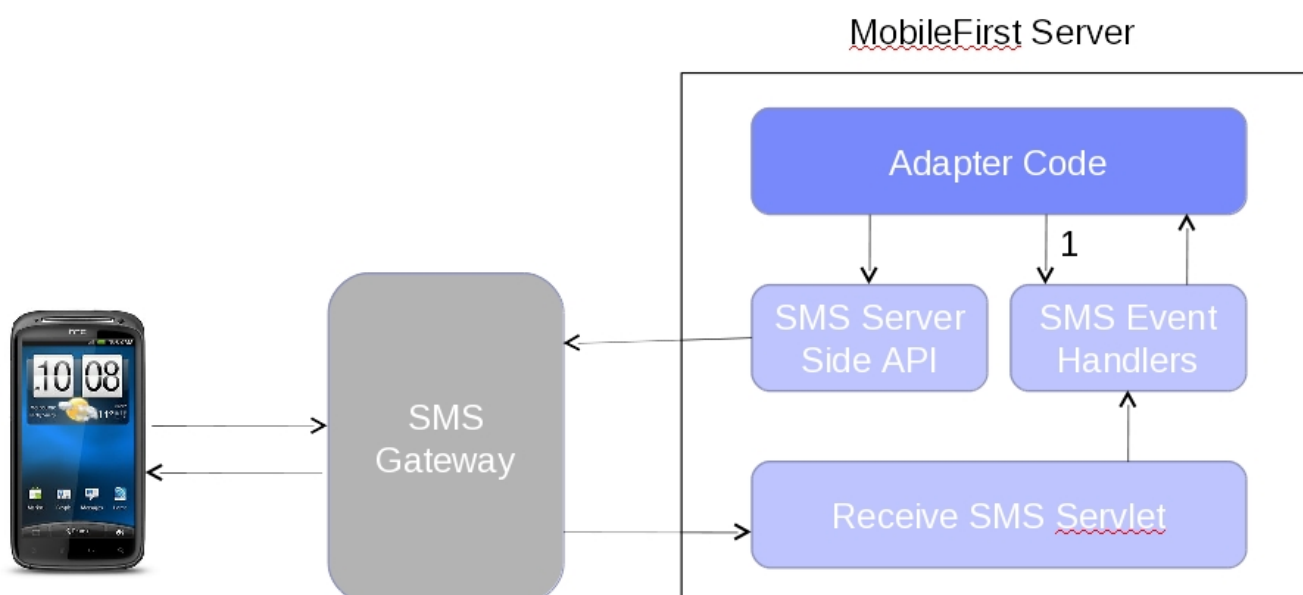 MobileFirst Server
Adapter Code
1
SMS Server
Side API
SMS Event
Handlers
SMS
Gateway
Receive SMS Servlet
hTC
10 08